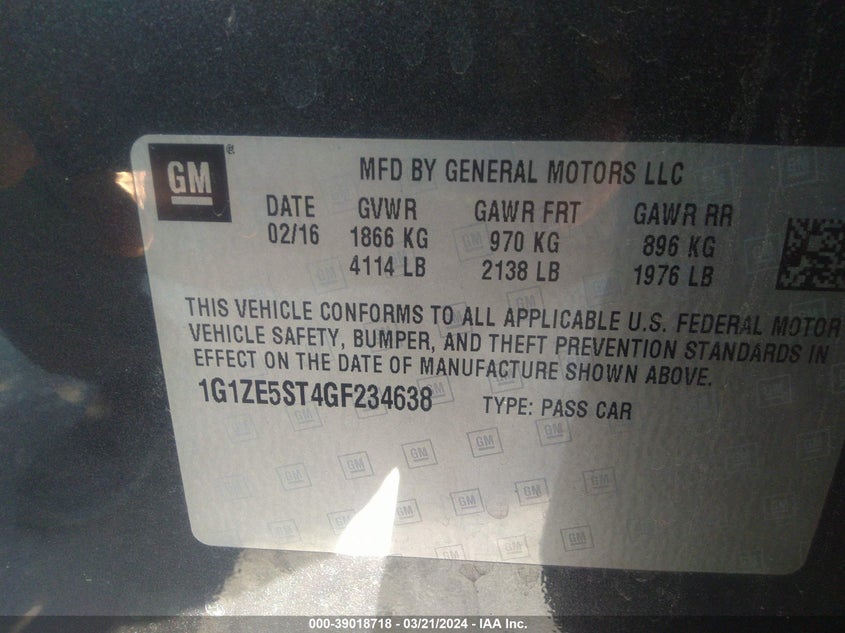 GM®
MFD BY GENERAL MOTORS LLC
DATE GVWR GAWR FRT GAWR RR
02/16 1866 KG 970 KG 896 KG
4114 LB 2138 LB 1976 LB
THIS VEHICLE CONFORMS TO ALL APPLICABLE U.S. FEDERAL MOTOR
VEHICLE SAFETY, BUMPER, AND THEFT PREVENTION STANDARDS IN
EFFECT ON THE DATE OF MANUFACTURE SHOWN ABOVE.
1G1ZE5ST4GF234638 TYPE: PASS CAR
000-39018718 - 03/21/2024 - IAA Inc.